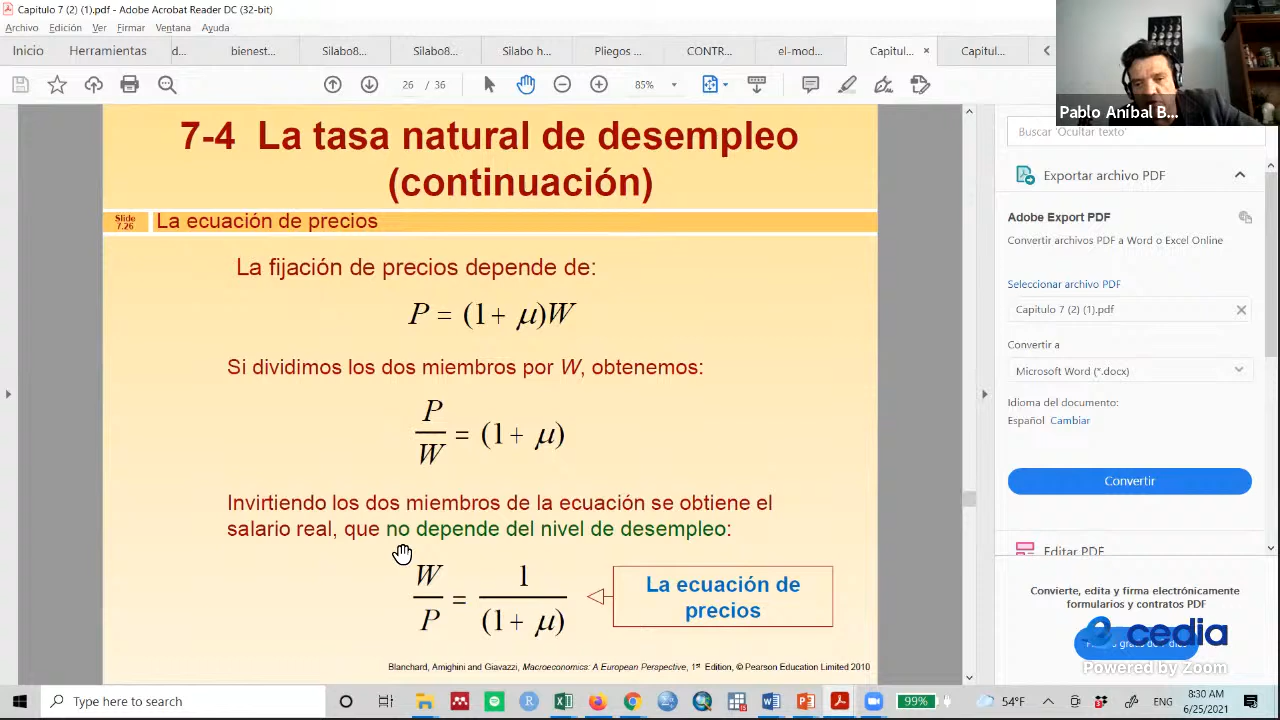 Capitulo 7 (2) (1).pdf - Adobe Acrobat Reader DC (32-bit)
Archivo Edición Ver Firmar Ventana Ayuda
Inicio Herramientas d... bienest... Silabo8... Silabo8... Silabo h... Pliegos ... CONTR... el-mod... Capitul... × Capitul...
26 / 36 85%
Pablo Aníbal B...
7-4 La tasa natural de desempleo
(continuación)
Slide
7.26
La ecuación de precios
La fijación de precios depende de:
P = (1+ μ)W
Si dividimos los dos miembros por W, obtenemos:
P/W = (1+ μ)
Invirtiendo los dos miembros de la ecuación se obtiene el
salario real, que no depende del nivel de desempleo:
W/P = 1/(1+ μ)
La ecuación de
precios
Blanchard, Amighini and Giavazzi, Macroeconomics: A European Perspective, 1st Edition, © Pearson Education Limited 2010
Buscar 'Ocultar texto'
Exportar archivo PDF
Adobe Export PDF
Convertir archivos PDF a Word o Excel Online
Seleccionar archivo PDF
Capitulo 7 (2) (1).pdf
Convertir a
Microsoft Word (*.docx)
Idioma del documento:
Español Cambiar
Convertir
Editar PDF
Convierte, edita y firma electrónicamente
formularios y contratos PDF
cedia
Powered by Zoom
Type here to search
99%
54°F
8:30 AM
6/25/2021